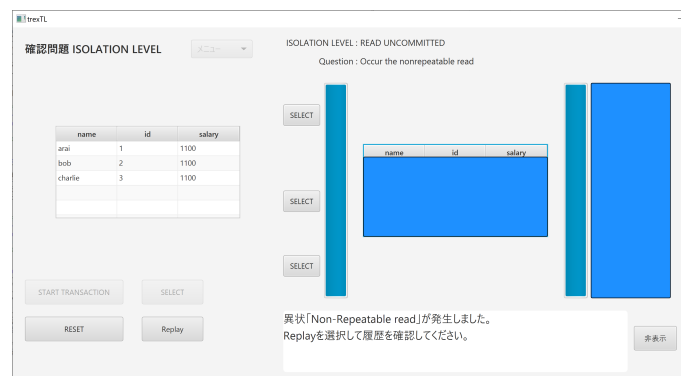 trexTL
確認問題 ISOLATION LEVEL
メニュー
ISOLATION LEVEL : READ UNCOMMITTED
Question : Occur the nonrepeatable read
name id salary
arai 1 1100
bob 2 1100
charlie 3 1100
SELECT
name id salary
SELECT
SELECT
START TRANSACTION
SELECT
RESET
Replay
異状「Non-Repeatable read」が発生しました。
Replayを選択して履歴を確認してください。
非表示